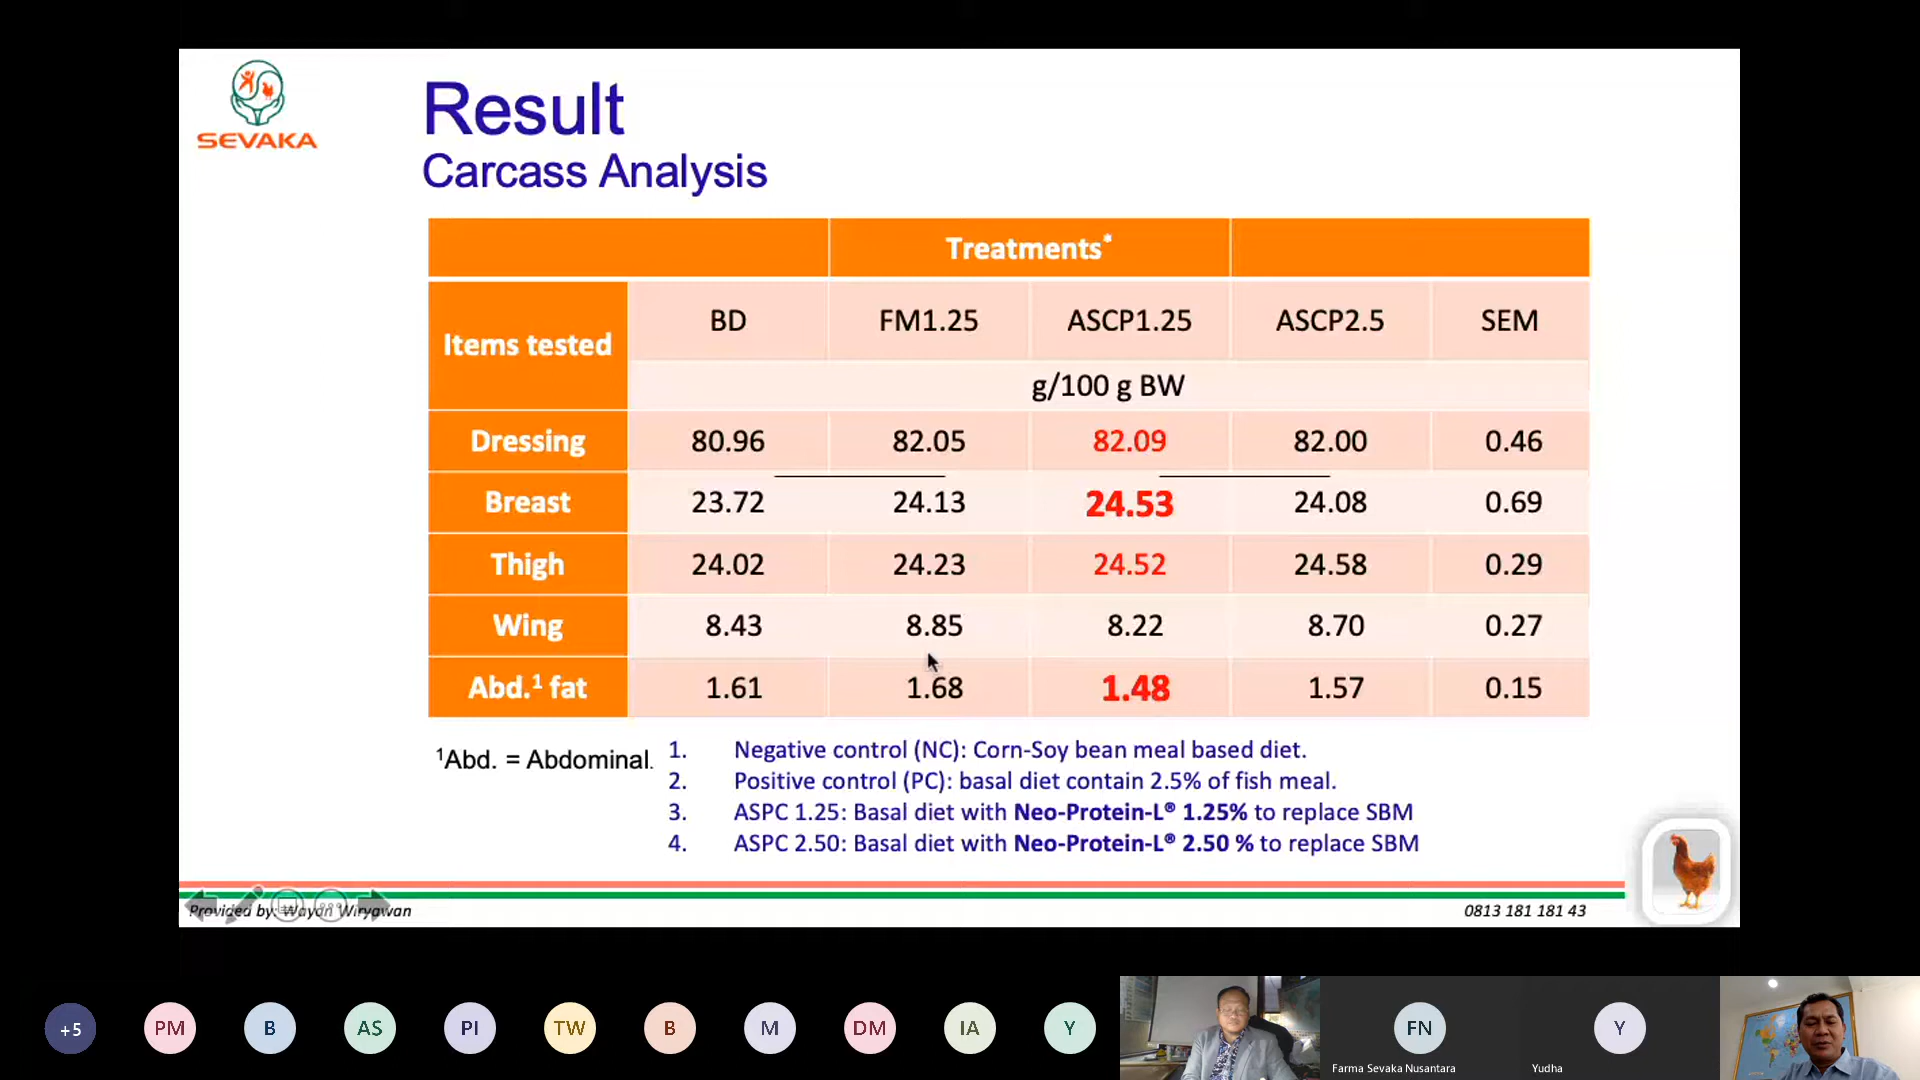 SEVAKA
Result
Carcass Analysis
Treatments*
Items tested BD FM1.25 ASCP1.25 ASCP2.5 SEM
g/100 g BW
Dressing 80.96 82.05 82.09 82.00 0.46
Breast 23.72 24.13 24.53 24.08 0.69
Thigh 24.02 24.23 24.52 24.58 0.29
Wing 8.43 8.85 8.22 8.70 0.27
Abd.¹ fat 1.61 1.68 1.48 1.57 0.15
¹Abd. = Abdominal.
1. Negative control (NC): Corn-Soy bean meal based diet.
2. Positive control (PC): basal diet contain 2.5% of fish meal.
3. ASPC 1.25: Basal diet with Neo-Protein-L® 1.25% to replace SBM
4. ASPC 2.50: Basal diet with Neo-Protein-L® 2.50 % to replace SBM
Provided by: Wayan Wiryawan
0813 181 181 43
+5 PM B AS PI TW B M DM IA Y FN Y
Farma Sevaka Nusantara
Yudha